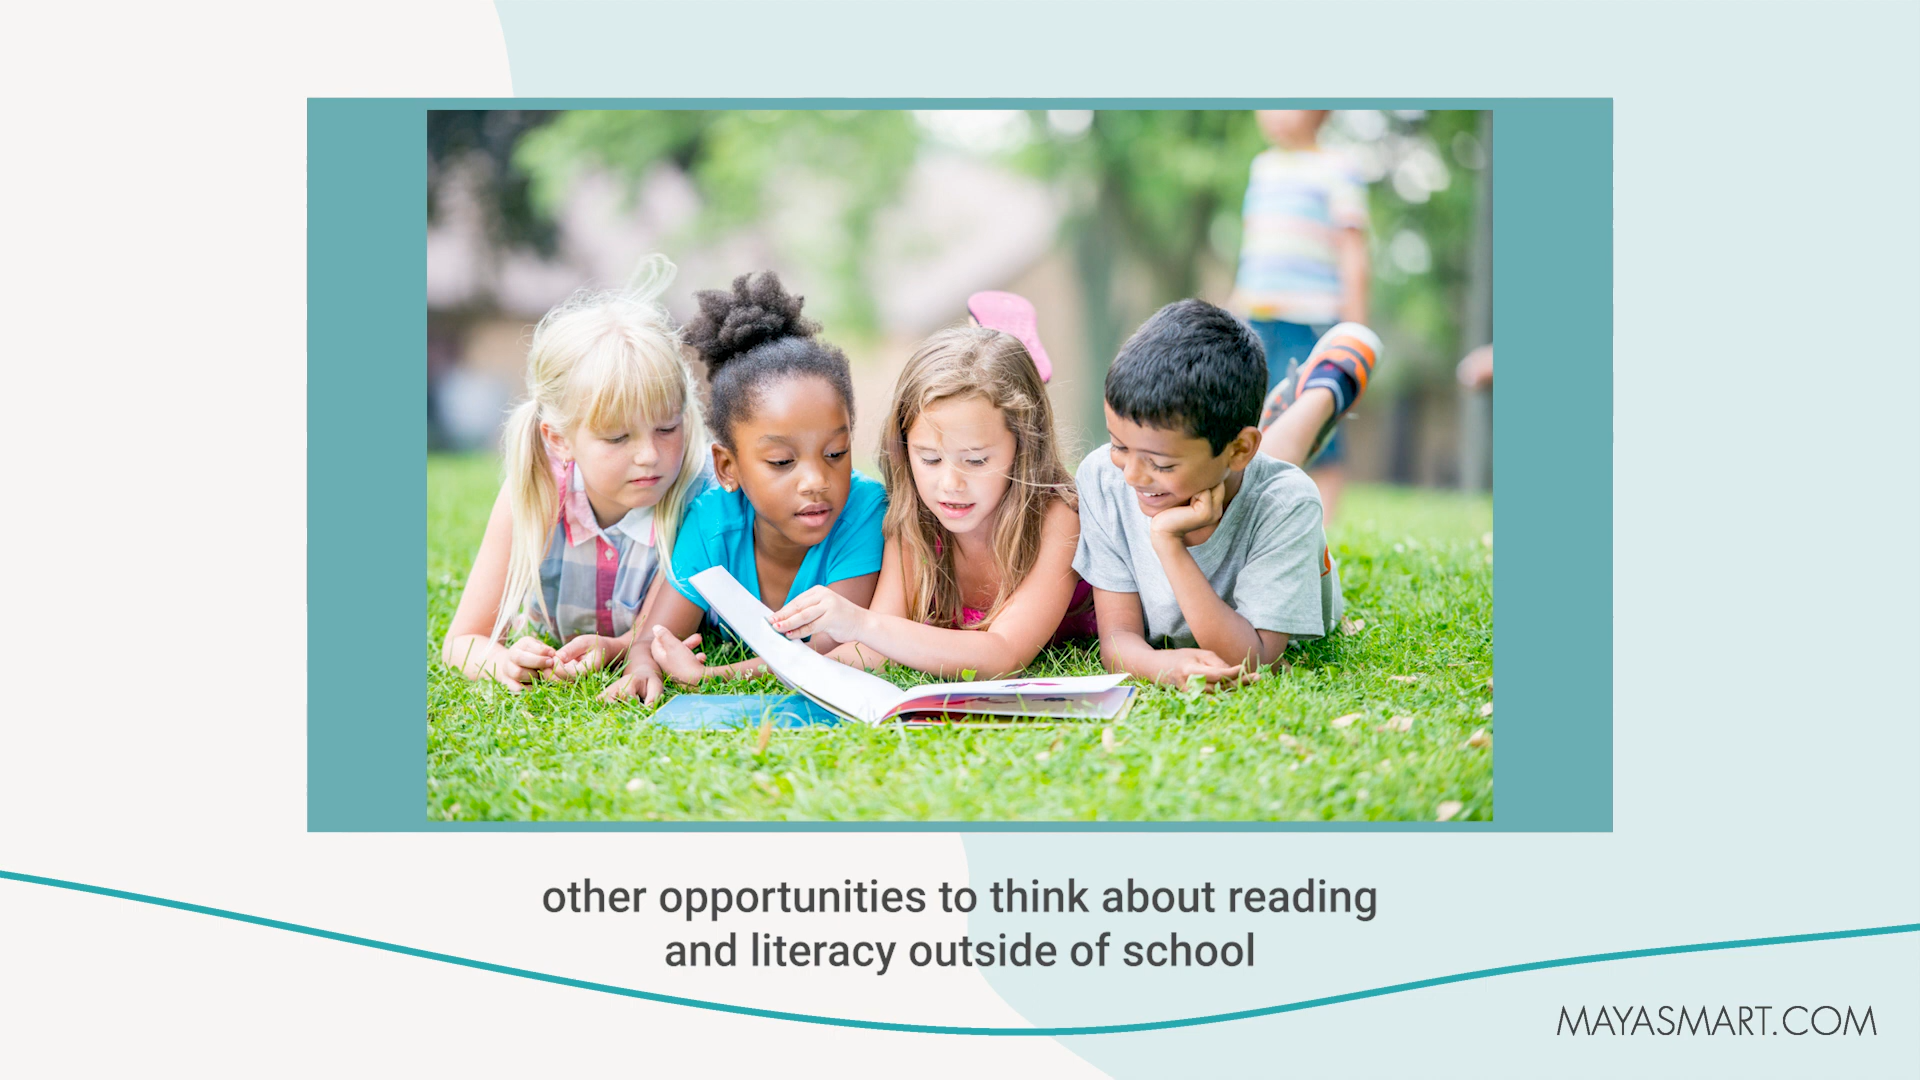 other opportunities to think about reading
and literacy outside of school
MAYASMART.COM